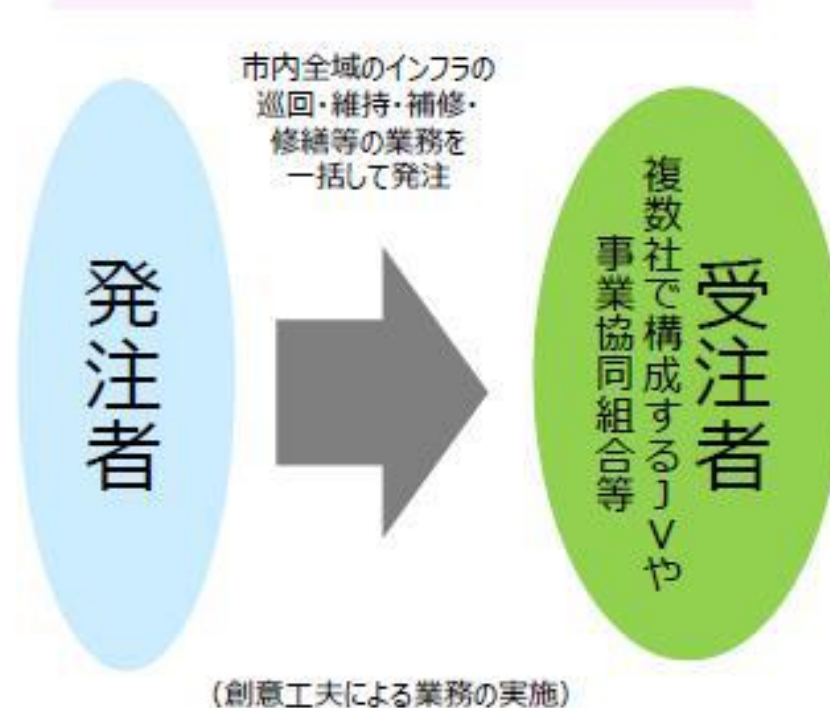 市内全域のインフラの
巡回・維持・補修・
修繕等の業務を
一括して発注
発注者
受注者
複数社で構成するJVや
事業協同組合等
（創意工夫による業務の実施）